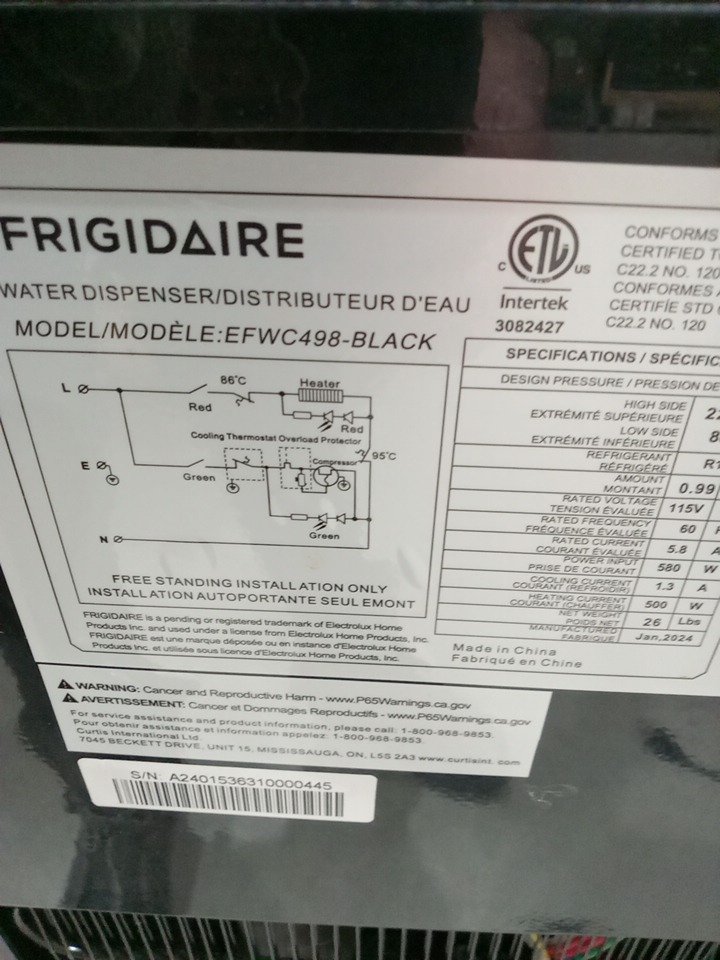 FRIGIDAIRE
WATER DISPENSER/DISTRIBUTEUR D'EAU
MODEL/MODÈLE:EFWC498-BLACK
L
86℃
Heater
Red
Red
Cooling Thermostat Overload Protector
95℃
E
Compressor
Green
Green
N
FREE STANDING INSTALLATION ONLY
INSTALLATION AUTOPORTANTE SEULEMONT
FRIGIDAIRE is a pending or registered trademark of Electrolux Home
Products Inc. and used under a license from Electrolux Home Products, Inc.
FRIGIDAIRE est une marque déposée ou en instance d'Electrolux Home
Products Inc. et utilisée sous licence d'Electrolux Home Products, Inc.
ETL
LISTED
C US
Intertek
3082427
CONFORMS
CERTIFIED
C22.2 NO. 120
CONFORMES
CERTIFÍE STD
C22.2 NO. 120
SPECIFICATIONS /
DESIGN PRESSURE / PRESSION DE
HIGH SIDE
EXTRÉMITÉ SUPÉRIEURE
LOW SIDE
EXTRÉMITÉ INFÉRIEURE
REFRIGERANT
RÉFRIGÉRÉ
AMOUNT
MONTANT 0.99
RATED VOLTAGE
TENSION ÉVALUÉE 115V
RATED FREQUENCY
FRÉQUENCE ÉVALUÉE 60
RATED CURRENT
COURANT ÉVALUÉE 5.8 A
POWER INPUT
PRISE DE COURANT 580 W
COOLING CURRENT
COURANT (REFROIDIR) 1.3 A
HEATING CURRENT
COURANT (CHAUFFER) 500 W
NET WEIGHT
POIDS NET 26 Lbs
MANUFACTURED
FABRIQUÉ Jan,2024
Made in China
Fabriqué en Chine
WARNING: Cancer and Reproductive Harm - www.P65Warnings.ca.gov
AVERTISSEMENT: Cancer et Dommages Reproductifs - www.P65Warnings.ca.gov
For service assistance and product information, please call: 1-800-968-9853.
Pour obtenir assistance et information appelez: 1-800-968-9853.
Curtis International Ltd.
7045 BECKETT DRIVE, UNIT 15, MISSISSAUGA, ON, L5S 2A3 www.curtisint. com
S/N: A2401536310000445